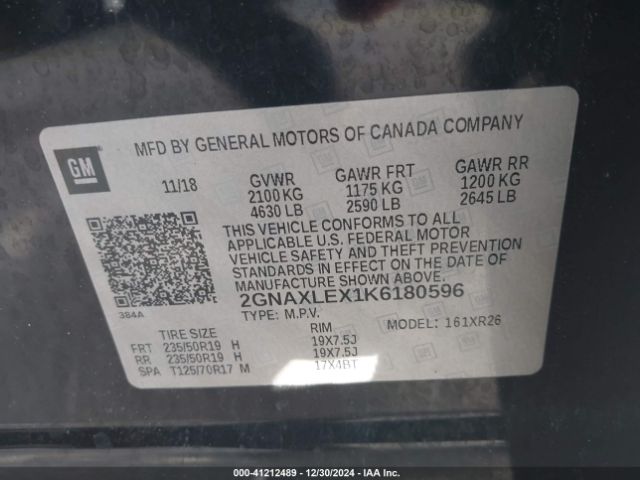 MFD BY GENERAL MOTORS OF CANADA COMPANY
GM
11/18 GVWR GAWR FRT GAWR RR
2100 KG 1175 KG 1200 KG
4630 LB 2590 LB 2645 LB
THIS VEHICLE CONFORMS TO ALL
APPLICABLE U.S. FEDERAL MOTOR
VEHICLE SAFETY AND THEFT PREVENTION
STANDARDS IN EFFECT ON THE DATE OF
MANUFACTURE SHOWN ABOVE.
384A
2GNAXLEX1K6180596
TYPE: M.P.V. MODEL: 161XR26
TIRE SIZE RIM
FRT 235/50R19 H 19X7.5J
RR 235/50R19 H 19X7.5J
SPA T125/70R17 M 17X4BT
000-41212489 - 12/30/2024 - IAA Inc.